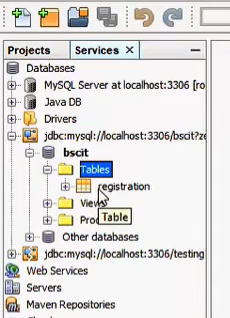 Projects
Services ×
Databases
MySQL Server at localhost:3306 [ro
Java DB
Drivers
jdbc:mysql://localhost:3306/bscit?ze
bscit
Tables
registration
Views
Table
Other databases
jdbc:mysql://localhost:3306/testing
Web Services
Servers
Maven Repositories